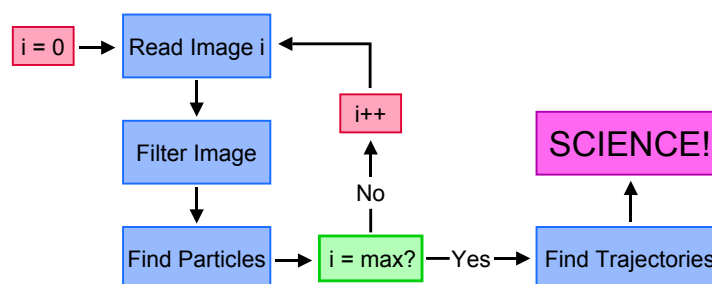 i = 0
Read Image i
i++
Filter Image
SCIENCE!
No
Find Particles
i = max?
Yes
Find Trajectories